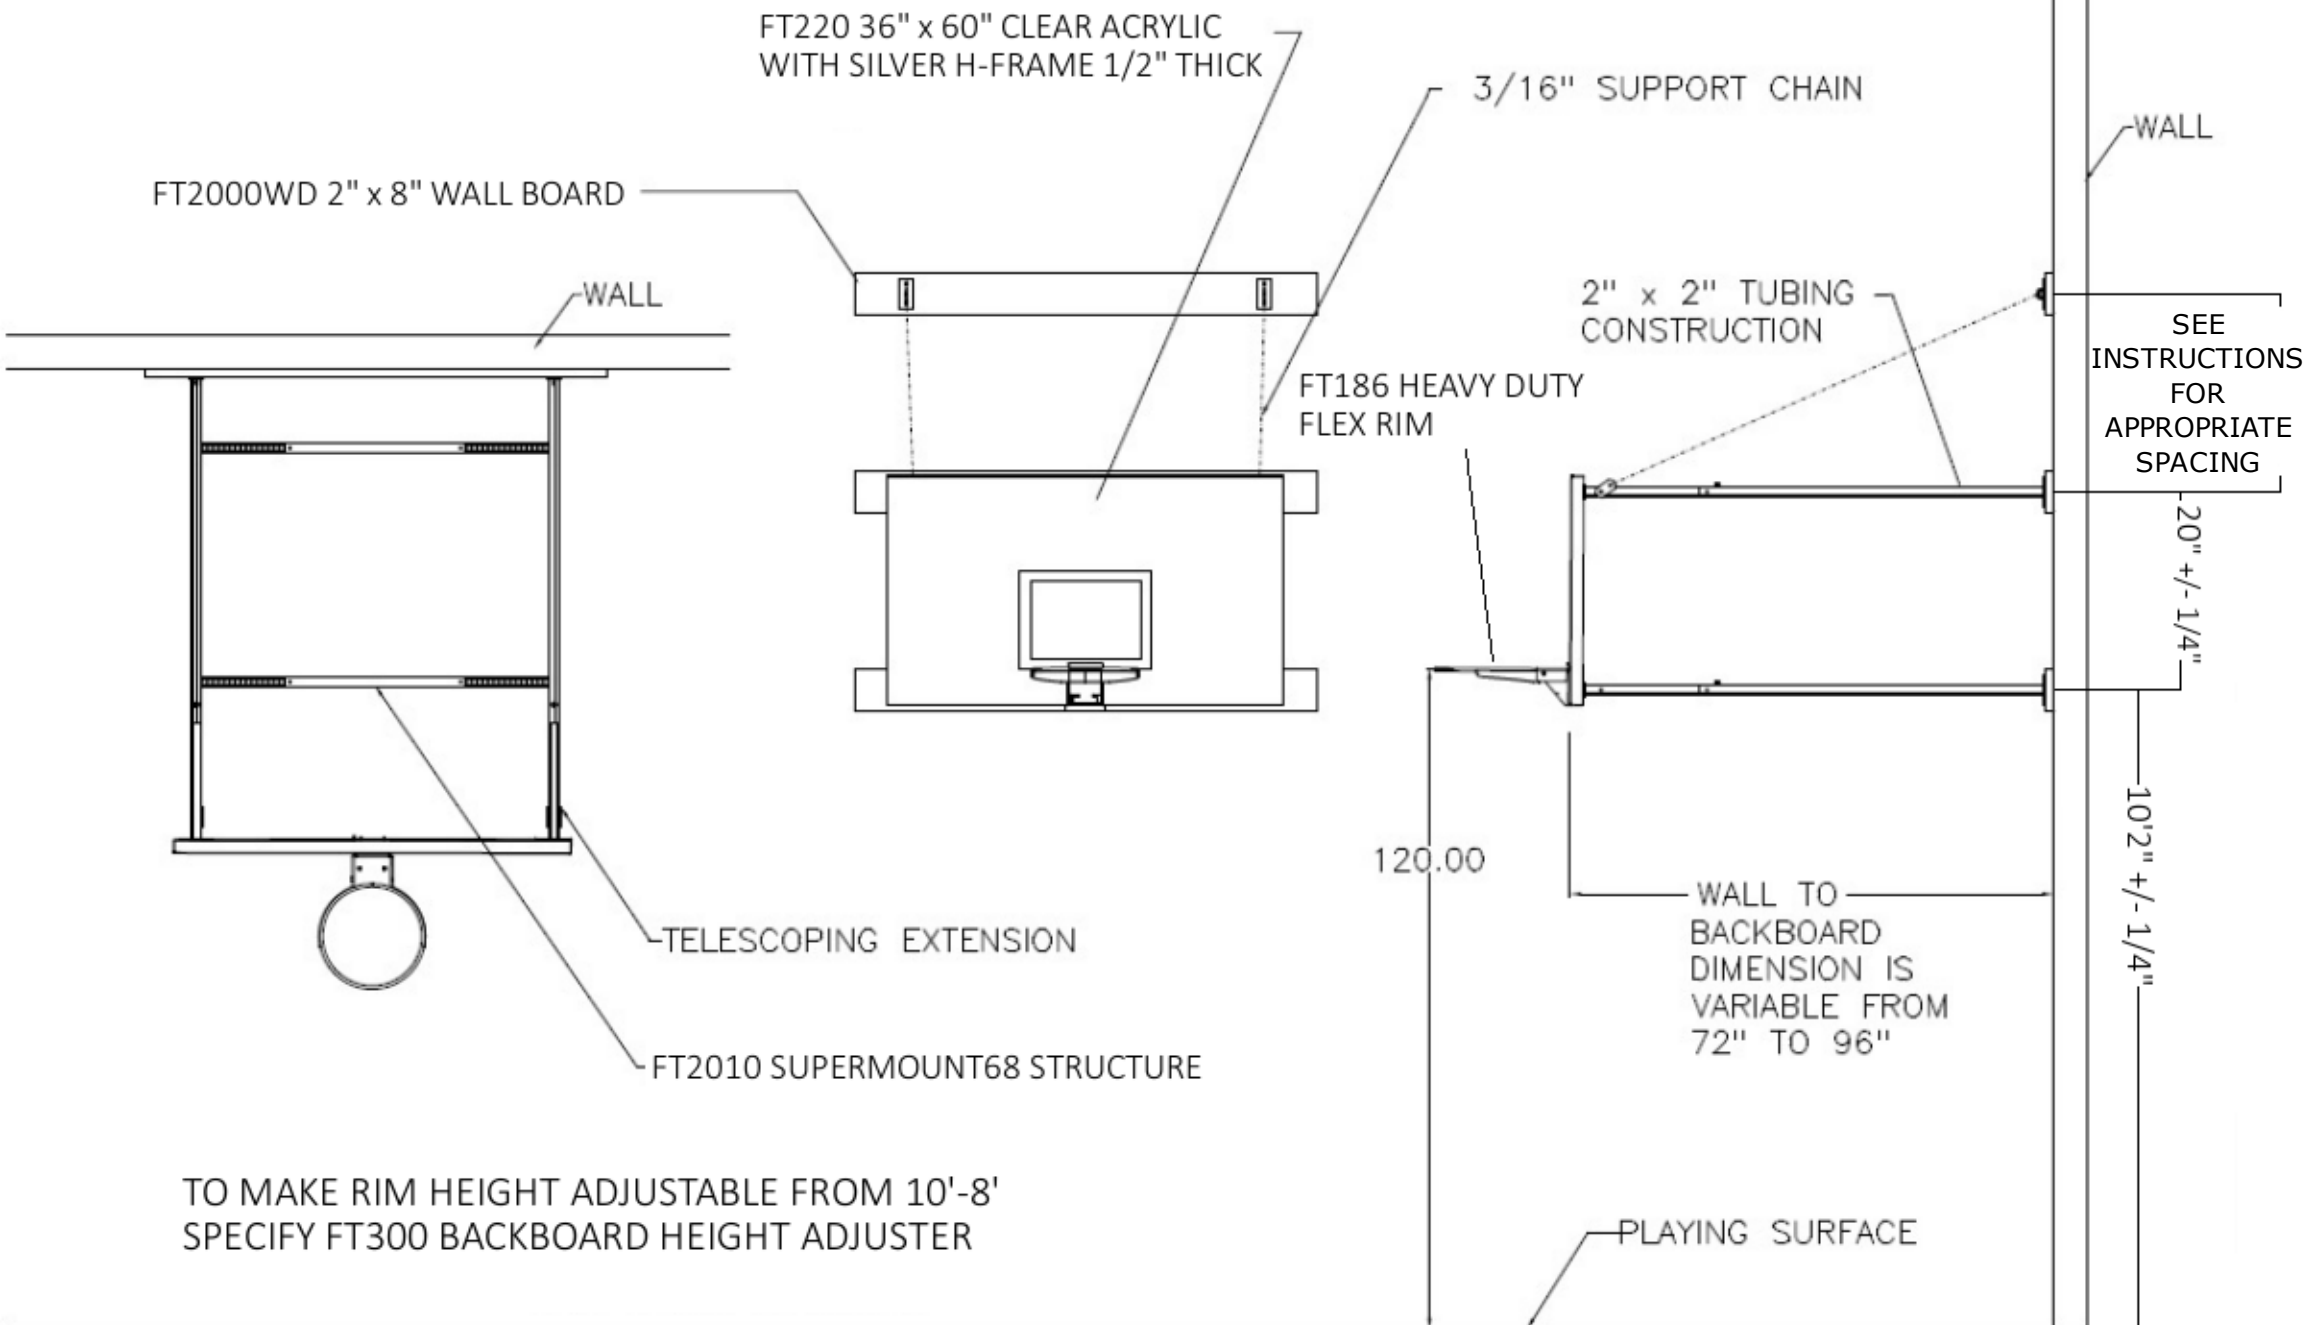 FT220 36" x 60" CLEAR ACRYLIC
WITH SILVER H-FRAME 1/2" THICK
3/16" SUPPORT CHAIN
WALL
FT2000WD 2" x 8" WALL BOARD
WALL
2" x 2" TUBING
CONSTRUCTION
SEE
INSTRUCTIONS
FOR
APPROPRIATE
SPACING
FT186 HEAVY DUTY
FLEX RIM
20" +/- 1/4"
10'2" +/- 1/4"
120.00
WALL TO
BACKBOARD
DIMENSION IS
VARIABLE FROM
72" TO 96"
TELESCOPING EXTENSION
FT2010 SUPERMOUNT68 STRUCTURE
TO MAKE RIM HEIGHT ADJUSTABLE FROM 10'-8'
SPECIFY FT300 BACKBOARD HEIGHT ADJUSTER
PLAYING SURFACE